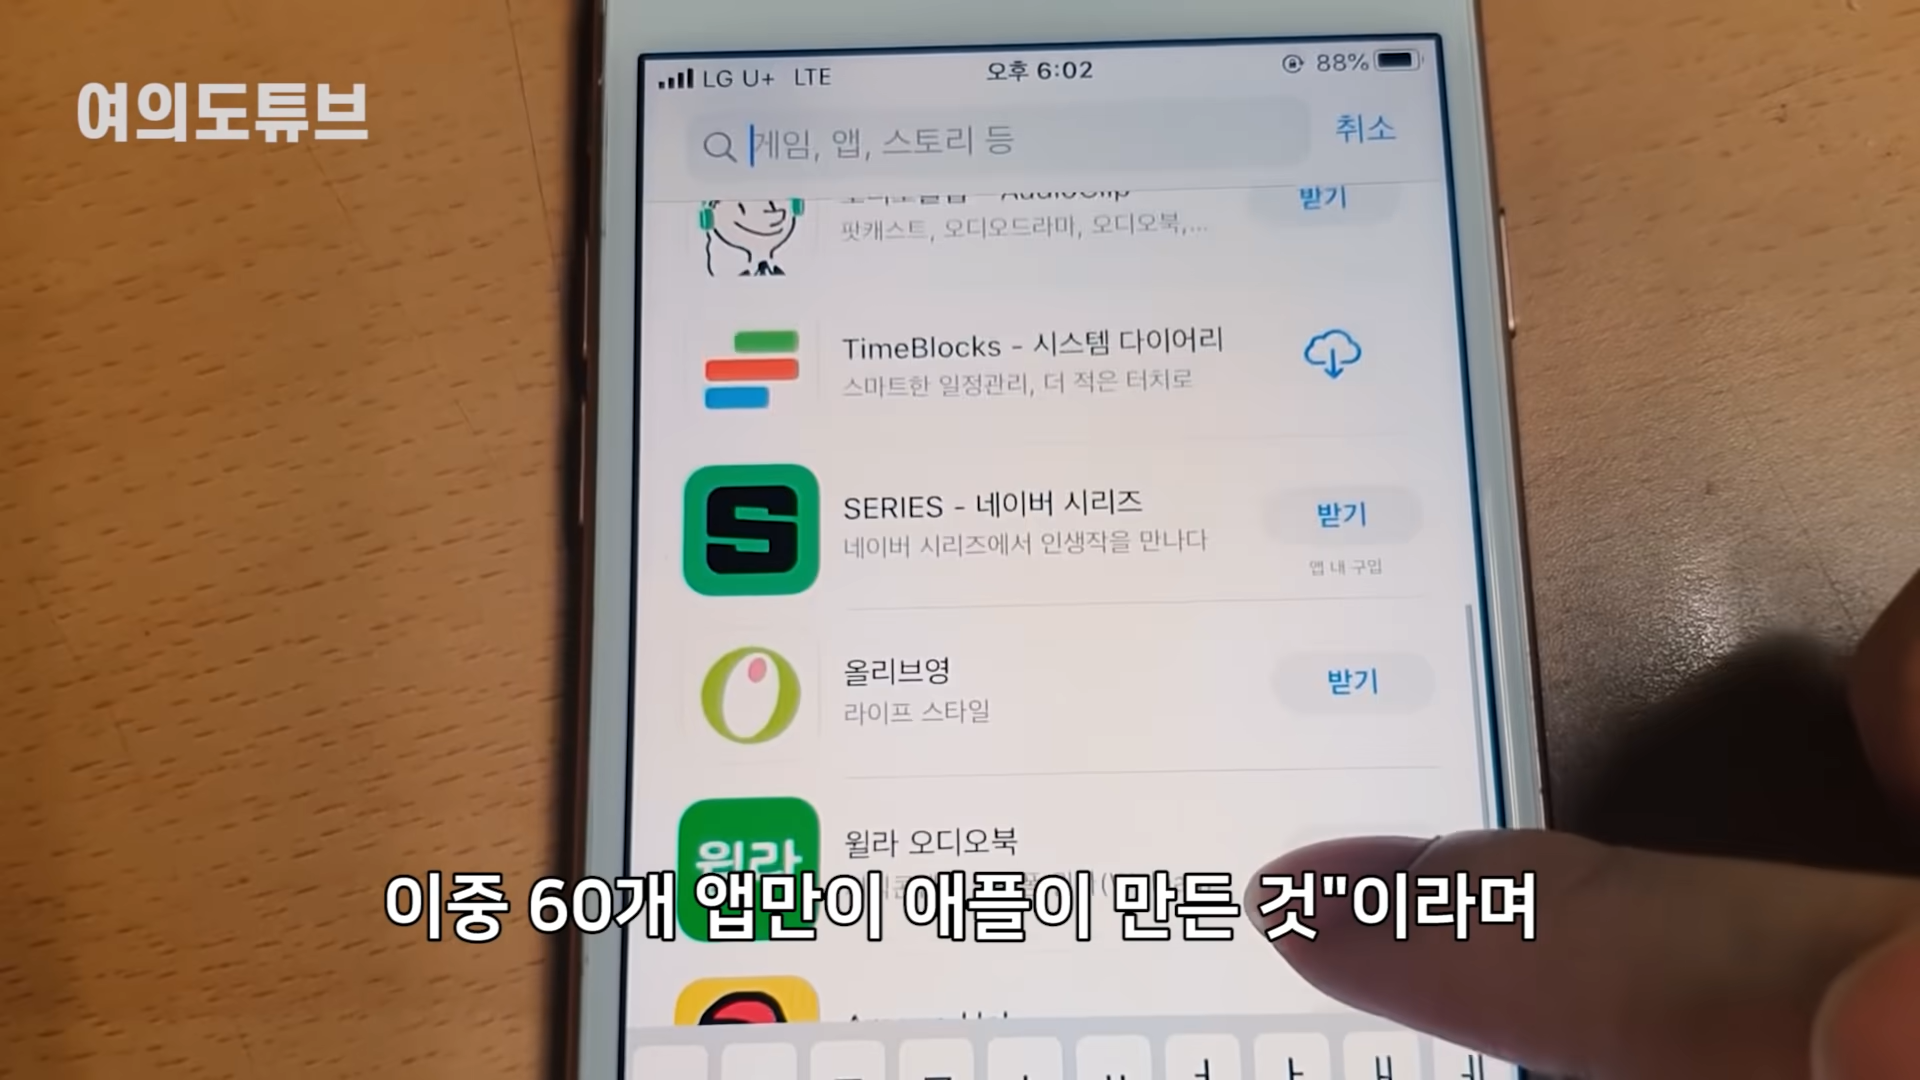 여의도튜브
LG U+ LTE 오후 6:02 88%
게임, 앱, 스토리 등 취소
AudioClip 받기
팟캐스트, 오디오드라마, 오디오북,...
TimeBlocks - 시스템 다이어리
스마트한 일정관리, 더 적은 터치로
SERIES - 네이버 시리즈 받기
네이버 시리즈에서 인생작을 만나다
앱 내 구입
올리브영 받기
라이프 스타일
윌라 오디오북
윌라
이중 60개 앱만이 애플이 만든 것"이라며
ㅓ ㅏ ㅐ ㅔ